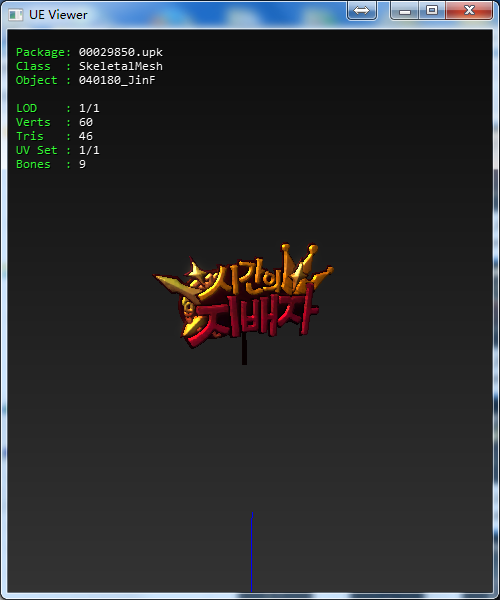 UE Viewer
Package: 00029850.upk
Class : SkeletalMesh
Object : 040180_JinF
LOD : 1/1
Verts : 60
Tris : 46
UV Set : 1/1
Bones : 9
시간의
지배자